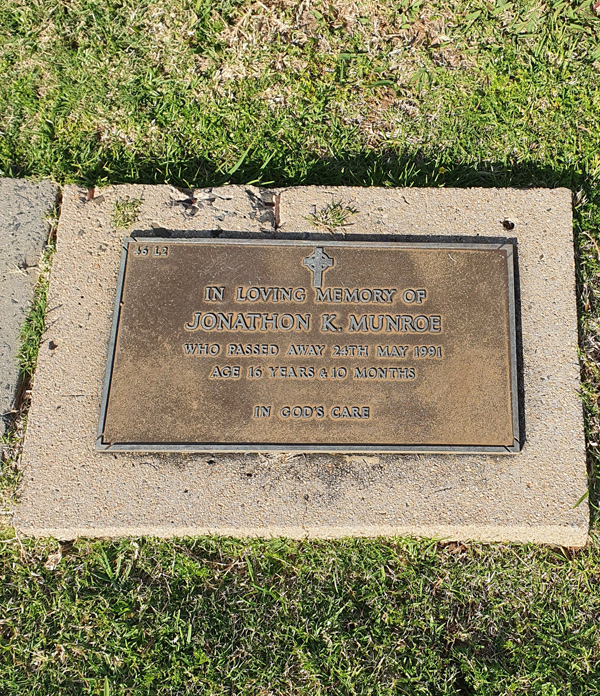 S6 L2
IN LOVING MEMORY OF
JONATHON K. MUNROE
WHO PASSED AWAY 24TH MAY 1991
AGE 16 YEARS & 10 MONTHS
IN GOD'S CARE